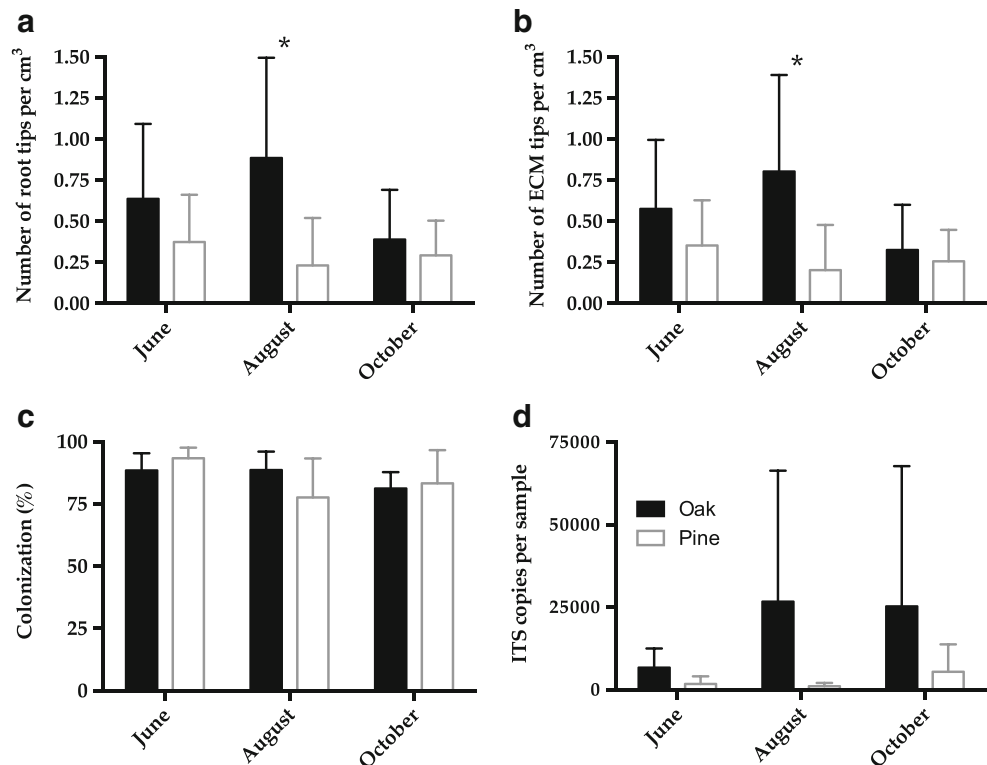 a
Number of root tips per cm³
1.50
1.25
1.00
0.75
0.50
0.25
0.00
*
June
August
October
b
Number of ECM tips per cm³
1.50
1.25
1.00
0.75
0.50
0.25
0.00
*
June
August
October
c
Colonization (%)
100
75
50
25
0
June
August
October
d
ITS copies per sample
75000
50000
25000
0
Oak
Pine
June
August
October